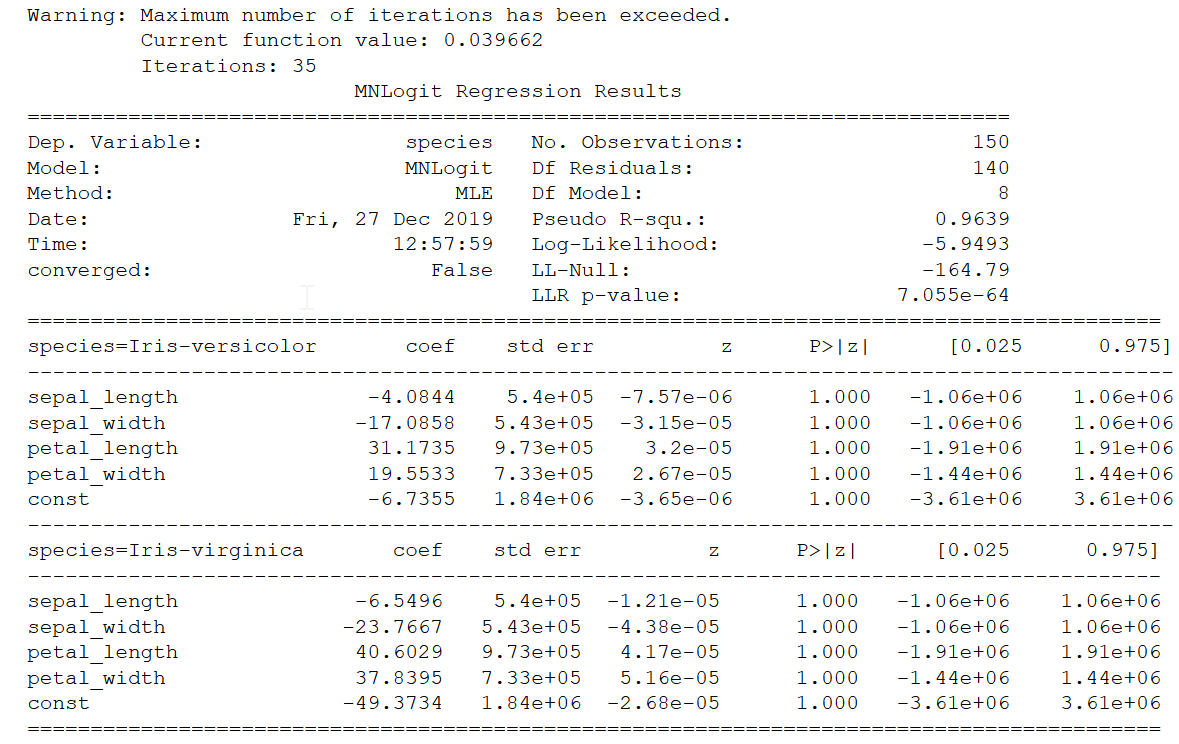 Warning: Maximum number of iterations has been exceeded.
         Current function value: 0.039662
         Iterations: 35
                          MNLogit Regression Results
==============================================================================
Dep. Variable:                species   No. Observations:                  150
Model:                        MNLogit   Df Residuals:                      140
Method:                           MLE   Df Model:                            8
Date:                Fri, 27 Dec 2019   Pseudo R-squ.:                  0.9639
Time:                        12:57:59   Log-Likelihood:                -5.9493
converged:                      False   LL-Null:                       -164.79
                                        LLR p-value:                 7.055e-64
==========================================================================================
species=Iris-versicolor       coef    std err          z      P>|z|      [0.025      0.975]
-------------------------------------------------------------------------------------------
sepal_length               -4.0844    5.4e+05  -7.57e-06      1.000   -1.06e+06    1.06e+06
sepal_width               -17.0858   5.43e+05  -3.15e-05      1.000   -1.06e+06    1.06e+06
petal_length               31.1735   9.73e+05    3.2e-05      1.000   -1.91e+06    1.91e+06
petal_width                19.5533   7.33e+05   2.67e-05      1.000   -1.44e+06    1.44e+06
const                      -6.7355   1.84e+06  -3.65e-06      1.000   -3.61e+06    3.61e+06
-------------------------------------------------------------------------------------------
species=Iris-virginica       coef    std err          z      P>|z|      [0.025      0.975]
------------------------------------------------------------------------------------------
sepal_length              -6.5496    5.4e+05  -1.21e-05      1.000   -1.06e+06    1.06e+06
sepal_width              -23.7667   5.43e+05  -4.38e-05      1.000   -1.06e+06    1.06e+06
petal_length              40.6029   9.73e+05   4.17e-05      1.000   -1.91e+06    1.91e+06
petal_width               37.8395   7.33e+05   5.16e-05      1.000   -1.44e+06    1.44e+06
const                    -49.3734   1.84e+06  -2.68e-05      1.000   -3.61e+06    3.61e+06
==========================================================================================